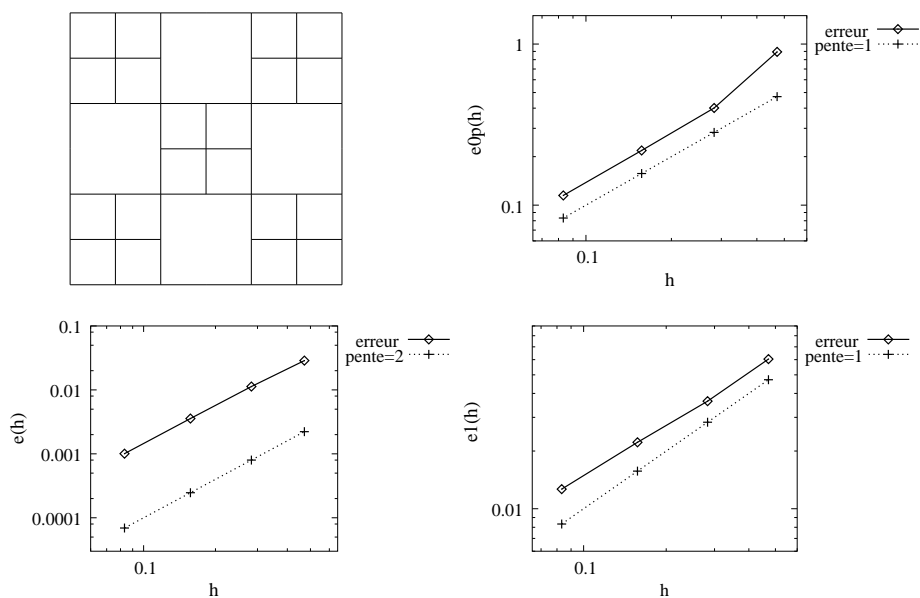 erreur
pente=1
1
0.1
e0p(h)
0.1
h
erreur
pente=2
0.1
0.01
0.001
0.0001
e(h)
0.1
h
erreur
pente=1
0.01
e1(h)
0.1
h